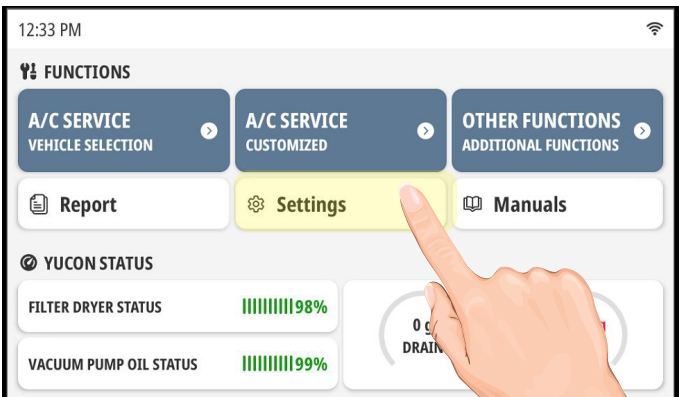 12:33 PM
FUNCTIONS
A/C SERVICE
VEHICLE SELECTION
A/C SERVICE
CUSTOMIZED
OTHER FUNCTIONS
ADDITIONAL FUNCTIONS
Report
Settings
Manuals
YUCON STATUS
FILTER DRYER STATUS
98%
VACUUM PUMP OIL STATUS
99%
0 g
DRAIN